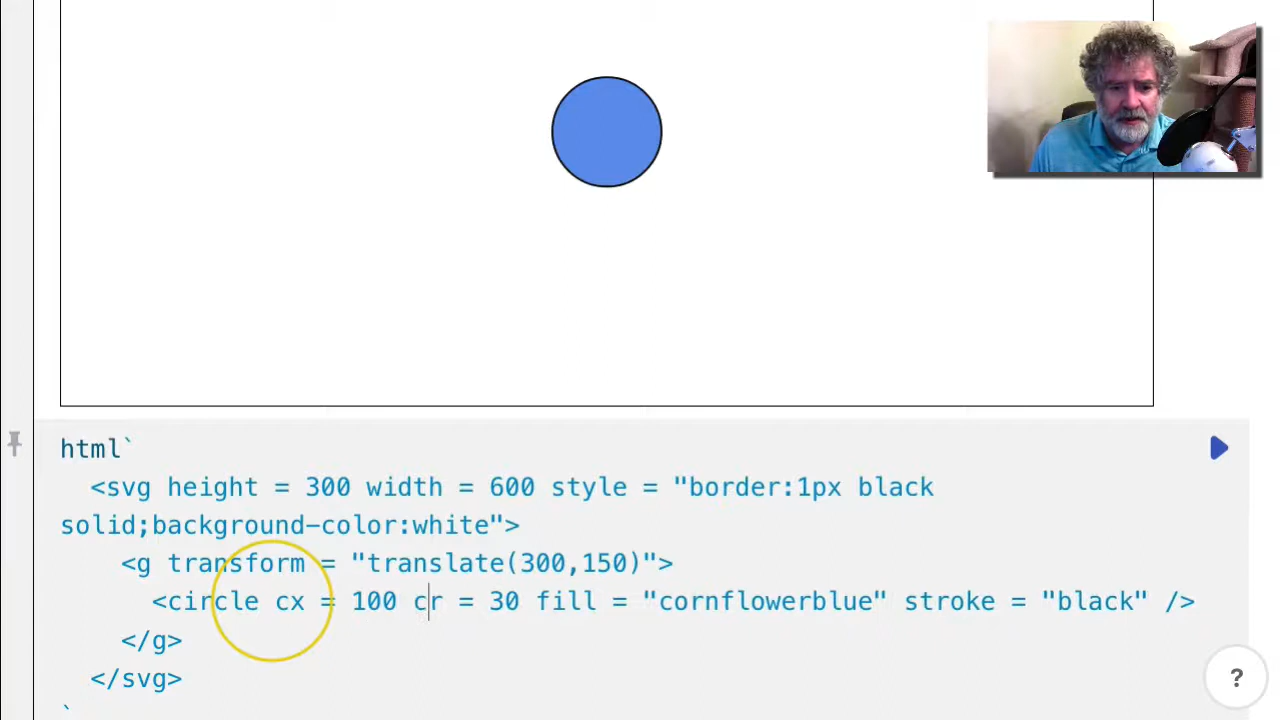 html`
<svg height = 300 width = 600 style = "border:1px black
solid;background-color:white">
<g transform = "translate(300,150)">
<circle cx = 100 cr = 30 fill = "cornflowerblue" stroke = "black" />
</g>
</svg>
`
?